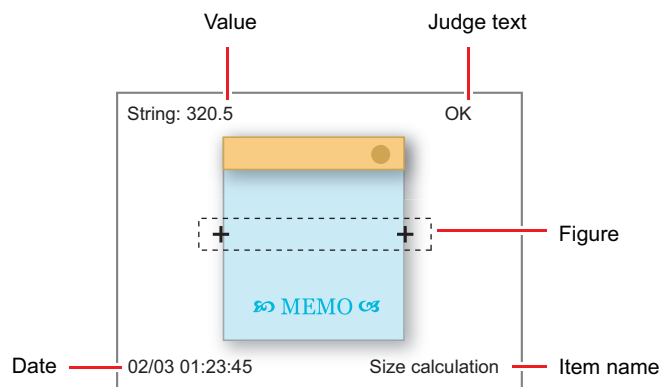 Value
Judge text
String: 320.5
OK
Figure
MEMO
Date
02/03 01:23:45
Size calculation
Item name